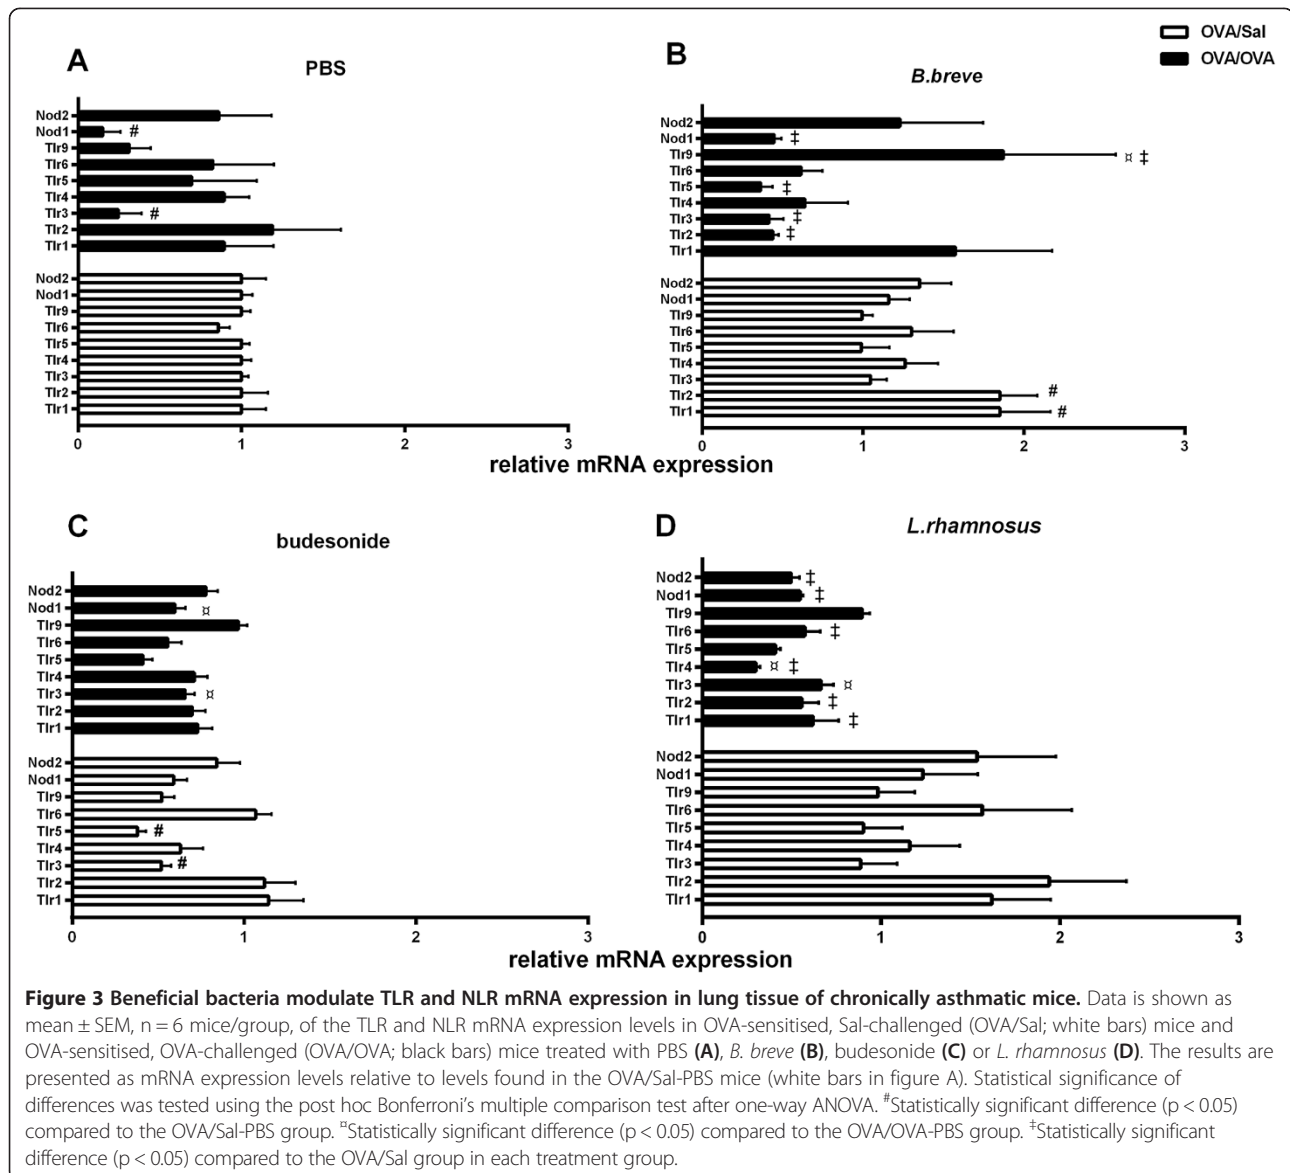 OVA/Sal
OVA/OVA
A
PBS
Nod2
Nod1 #
Tlr9
Tlr6
Tlr5
Tlr4
Tlr3 #
Tlr2
Tlr1
Nod2
Nod1
Tlr9
Tlr6
Tlr5
Tlr4
Tlr3
Tlr2
Tlr1
0 1 2 3
B
B.breve
Nod2
Nod1 ‡
Tlr9 ¤ ‡
Tlr6
Tlr5 ‡
Tlr4
Tlr3 ‡
Tlr2 ‡
Tlr1
Nod2
Nod1
Tlr9
Tlr6
Tlr5
Tlr4
Tlr3
Tlr2 #
Tlr1 #
0 1 2 3
relative mRNA expression
C
budesonide
Nod2
Nod1 ¤
Tlr9
Tlr6
Tlr5
Tlr4
Tlr3 ¤
Tlr2
Tlr1
Nod2
Nod1
Tlr9
Tlr6
Tlr5 #
Tlr4
Tlr3 #
Tlr2
Tlr1
0 1 2 3
D
L.rhamnosus
Nod2 ‡
Nod1 ‡
Tlr9
Tlr6 ‡
Tlr5
Tlr4 ¤ ‡
Tlr3 ¤
Tlr2 ‡
Tlr1 ‡
Nod2
Nod1
Tlr9
Tlr6
Tlr5
Tlr4
Tlr3
Tlr2
Tlr1
0 1 2 3
relative mRNA expression
Figure 3 Beneficial bacteria modulate TLR and NLR mRNA expression in lung tissue of chronically asthmatic mice. Data is shown as
mean ± SEM, n = 6 mice/group, of the TLR and NLR mRNA expression levels in OVA-sensitised, Sal-challenged (OVA/Sal; white bars) mice and
OVA-sensitised, OVA-challenged (OVA/OVA; black bars) mice treated with PBS (A), B. breve (B), budesonide (C) or L. rhamnosus (D). The results are
presented as mRNA expression levels relative to levels found in the OVA/Sal-PBS mice (white bars in figure A). Statistical significance of
differences was tested using the post hoc Bonferroni's multiple comparison test after one-way ANOVA. #Statistically significant difference (p < 0.05)
compared to the OVA/Sal-PBS group. ¤Statistically significant difference (p < 0.05) compared to the OVA/OVA-PBS group. ‡Statistically significant
difference (p < 0.05) compared to the OVA/Sal group in each treatment group.